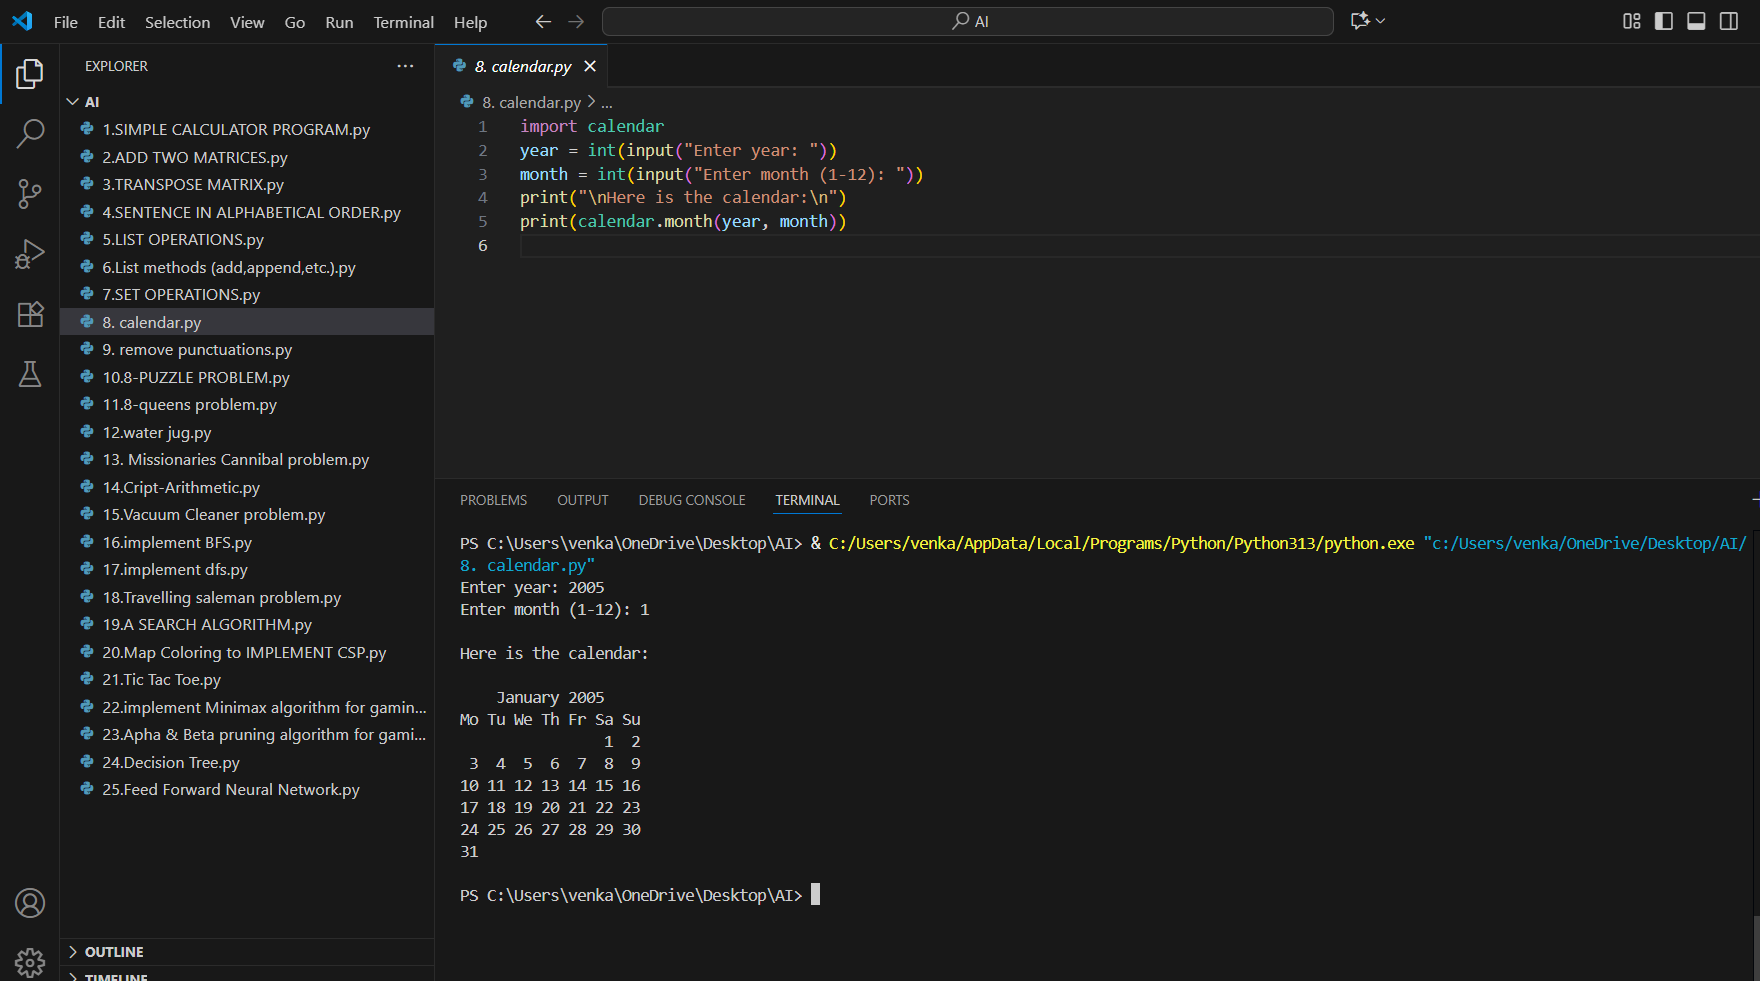 File Edit Selection View Go Run Terminal Help
AI
EXPLORER
AI
1.SIMPLE CALCULATOR PROGRAM.py
2.ADD TWO MATRICES.py
3.TRANSPOSE MATRIX.py
4.SENTENCE IN ALPHABETICAL ORDER.py
5.LIST OPERATIONS.py
6.List methods (add,append,etc.).py
7.SET OPERATIONS.py
8. calendar.py
9. remove punctuations.py
10.8-PUZZLE PROBLEM.py
11.8-queens problem.py
12.water jug.py
13. Missionaries Cannibal problem.py
14.Cript-Arithmetic.py
15.Vacuum Cleaner problem.py
16.implement BFS.py
17.implement dfs.py
18.Travelling saleman problem.py
19.A SEARCH ALGORITHM.py
20.Map Coloring to IMPLEMENT CSP.py
21.Tic Tac Toe.py
22.implement Minimax algorithm for gamin...
23.Apha & Beta pruning algorithm for gami...
24.Decision Tree.py
25.Feed Forward Neural Network.py
OUTLINE
TIMELINE
8. calendar.py
8. calendar.py > ...
1 import calendar
2 year = int(input("Enter year: "))
3 month = int(input("Enter month (1-12): "))
4 print("\nHere is the calendar:\n")
5 print(calendar.month(year, month))
6
PROBLEMS OUTPUT DEBUG CONSOLE TERMINAL PORTS
PS C:\Users\venka\OneDrive\Desktop\AI> & C:/Users/venka/AppData/Local/Programs/Python/Python313/python.exe "c:/Users/venka/OneDrive/Desktop/AI/
8. calendar.py"
Enter year: 2005
Enter month (1-12): 1
Here is the calendar:
January 2005
Mo Tu We Th Fr Sa Su
1 2
3 4 5 6 7 8 9
10 11 12 13 14 15 16
17 18 19 20 21 22 23
24 25 26 27 28 29 30
31
PS C:\Users\venka\OneDrive\Desktop\AI>